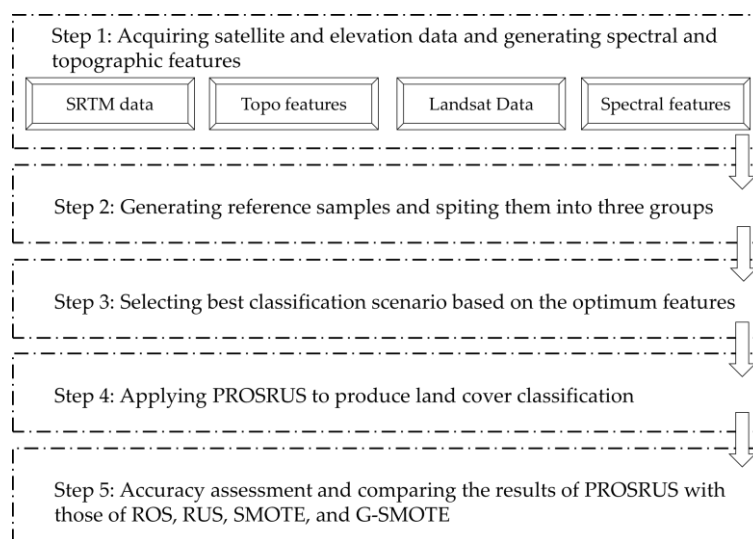 Step 1: Acquiring satellite and elevation data and generating spectral and
topographic features
SRTM data
Topo features
Landsat Data
Spectral features
Step 2: Generating reference samples and spiting them into three groups
Step 3: Selecting best classification scenario based on the optimum features
Step 4: Applying PROSRUS to produce land cover classification
Step 5: Accuracy assessment and comparing the results of PROSRUS with
those of ROS, RUS, SMOTE, and G-SMOTE